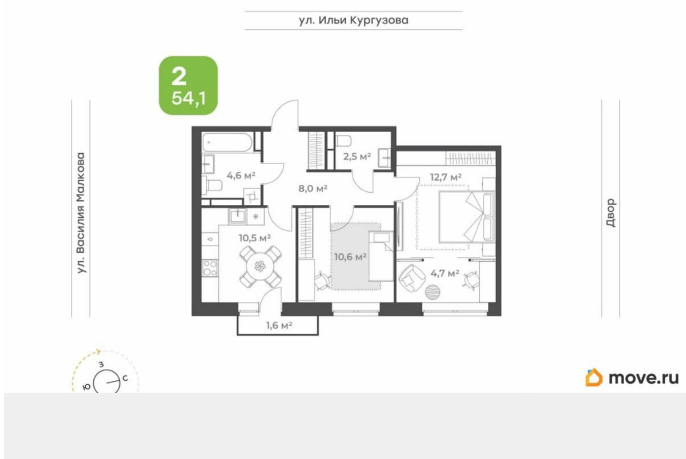 ул. Ильи Кургузова
2
54,1
2,5 м²
4,6 м²
8,0 м²
12,7 м²
ул. Василия Малкова
Двор
10,5 м²
10,6 м²
4,7 м²
1,6 м²
З
С
Ю
move.ru